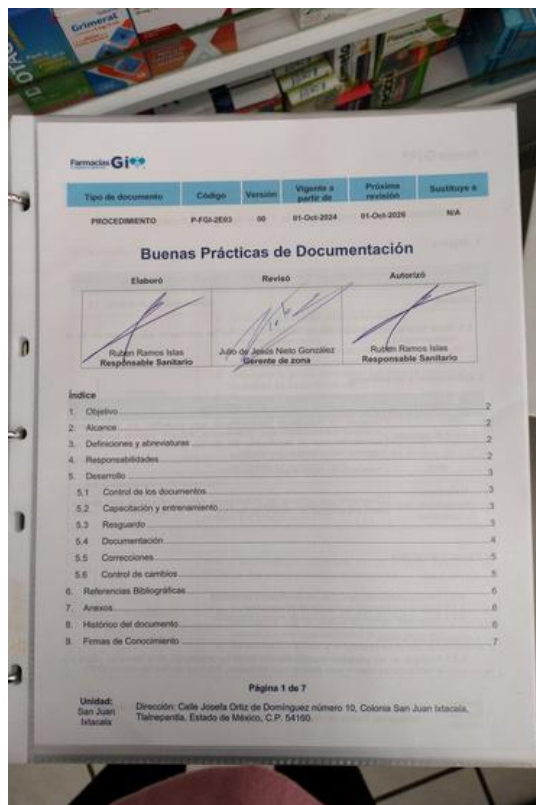 Grimeral
Farmacias Gi
Tipo de documento Código Versión Vigente a partir de Próxima revisión Sustituye a
PROCEDIMIENTO P-FGI-2E03 00 01-Oct-2024 01-Oct-2026 N/A
Buenas Prácticas de Documentación
Elaboró Revisó Autorizó
Rubén Ramos Islas Julio de Jesús Nieto González Rubén Ramos Islas
Responsable Sanitario Gerente de zona Responsable Sanitario
Índice
1. Objetivo 2
2. Alcance 2
3. Definiciones y abreviaturas 2
4. Responsabilidades 2
5. Desarrollo 3
5.1 Control de los documentos 3
5.2 Capacitación y entrenamiento 3
5.3 Resguardo 3
5.4 Documentación 4
5.5 Correcciones 5
5.6 Control de cambios 5
6. Referencias Bibliográficas 6
7. Anexos 6
8. Histórico del documento 6
9. Firmas de Conocimiento 7
Página 1 de 7
Unidad:
San Juan
Ixtacala
Dirección: Calle Josefa Ortiz de Domínguez número 10, Colonia San Juan Ixtacala,
Tlalnepantla, Estado de México, C.P. 54160.